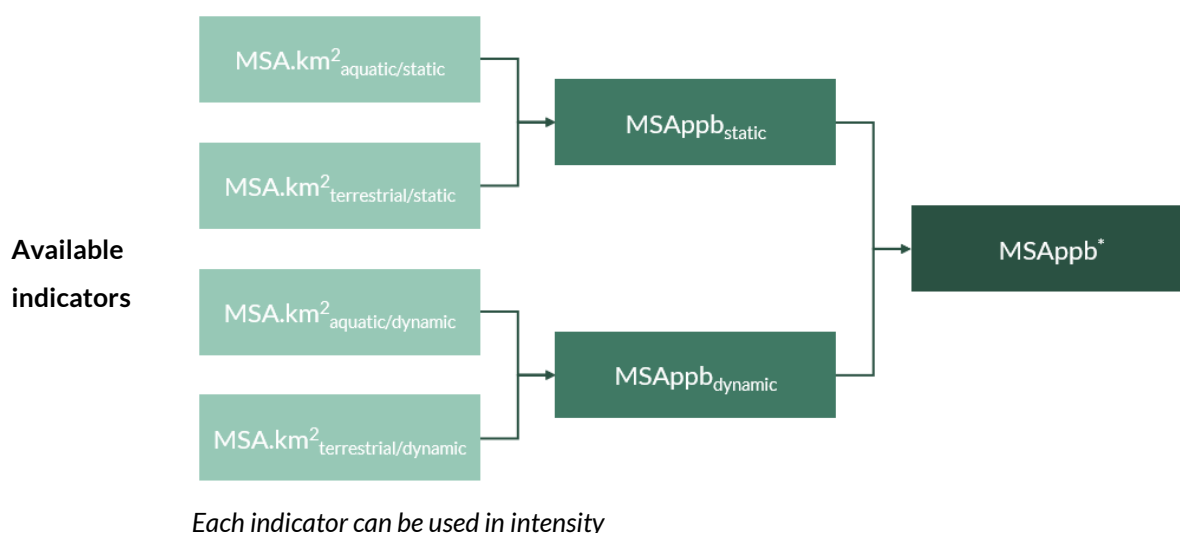 MSA.km²aquatic/static
MSAppbstatic
MSA.km²terrestrial/static
Available
indicators
MSAppb*
MSA.km²aquatic/dynamic
MSAppbdynamic
MSA.km²terrestrial/dynamic
Each indicator can be used in intensity